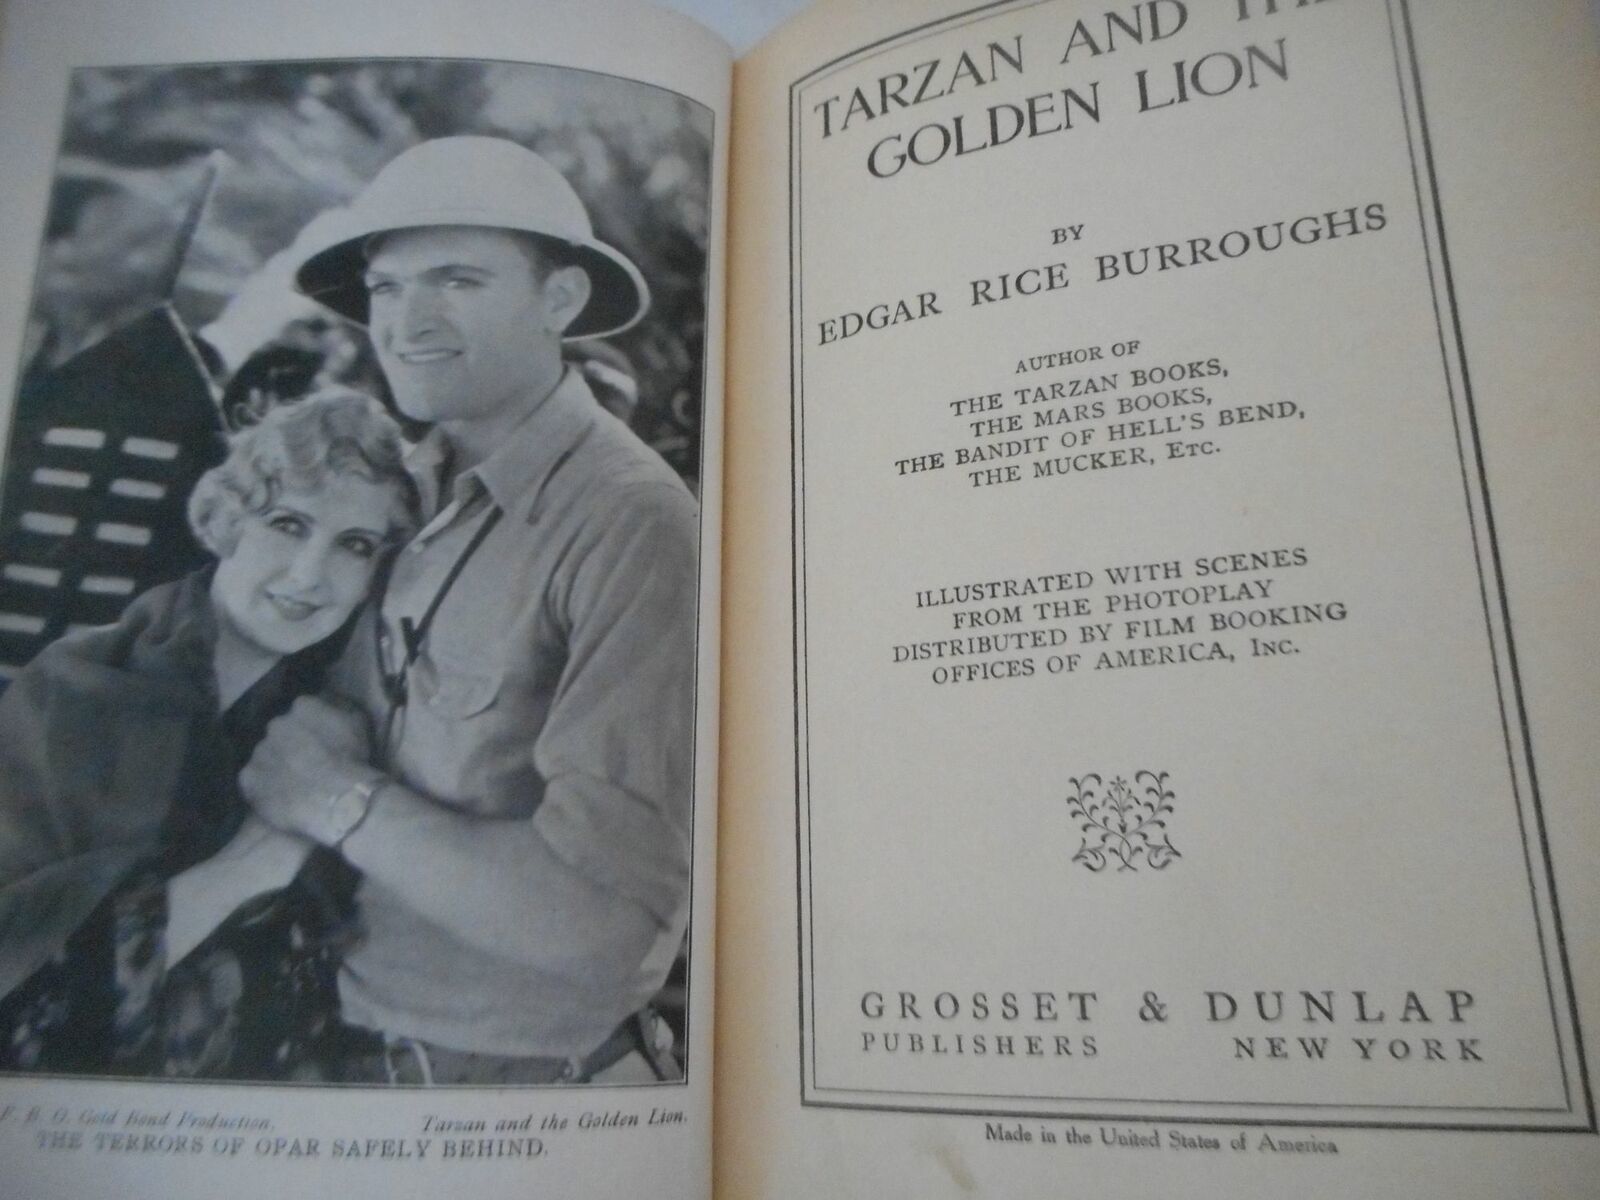 F. B. O. Gold Bond Production. Tarzan and the Golden Lion.
THE TERRORS OF OPAR SAFELY BEHIND.
TARZAN AND THE
GOLDEN LION
BY
EDGAR RICE BURROUGHS
AUTHOR OF
THE TARZAN BOOKS,
THE MARS BOOKS,
THE BANDIT OF HELL'S BEND,
THE MUCKER, ETC.
ILLUSTRATED WITH SCENES
FROM THE PHOTOPLAY
DISTRIBUTED BY FILM BOOKING
OFFICES OF AMERICA, INC.
GROSSET & DUNLAP
PUBLISHERS NEW YORK
Made in the United States of America